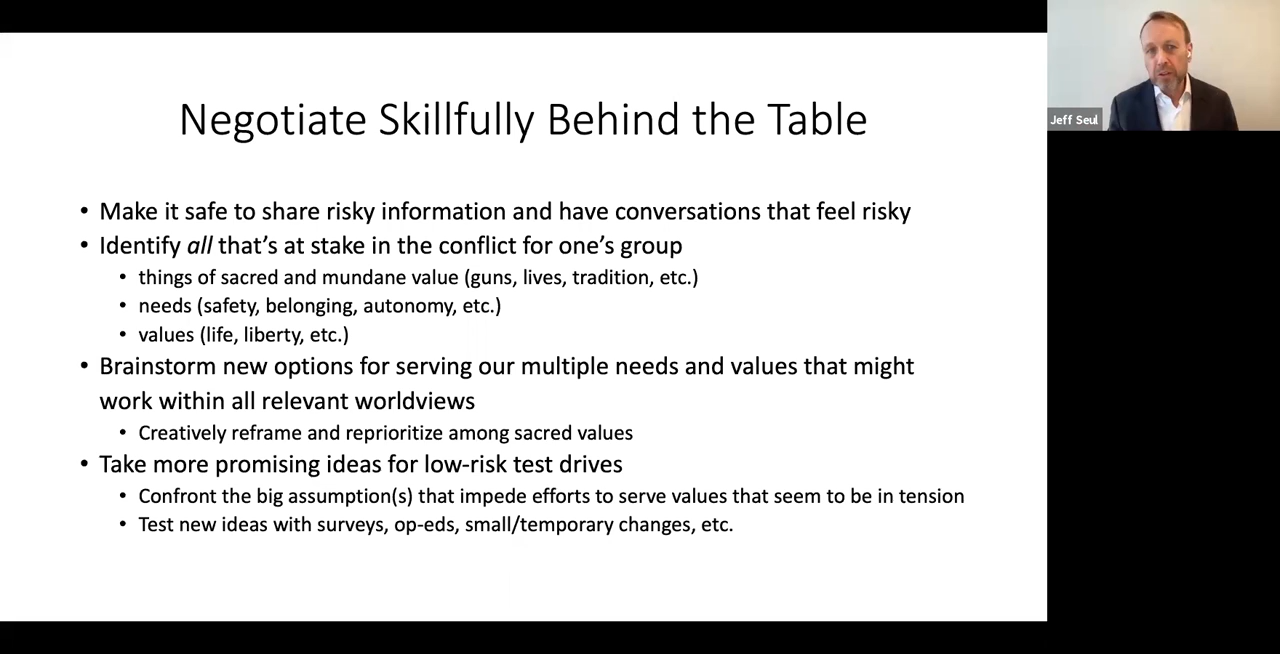 Negotiate Skillfully Behind the Table
• Make it safe to share risky information and have conversations that feel risky
• Identify all that's at stake in the conflict for one's group
• things of sacred and mundane value (guns, lives, tradition, etc.)
• needs (safety, belonging, autonomy, etc.)
• values (life, liberty, etc.)
• Brainstorm new options for serving our multiple needs and values that might
work within all relevant worldviews
• Creatively reframe and reprioritize among sacred values
• Take more promising ideas for low-risk test drives
• Confront the big assumption(s) that impede efforts to serve values that seem to be in tension
• Test new ideas with surveys, op-eds, small/temporary changes, etc.
Jeff Seul